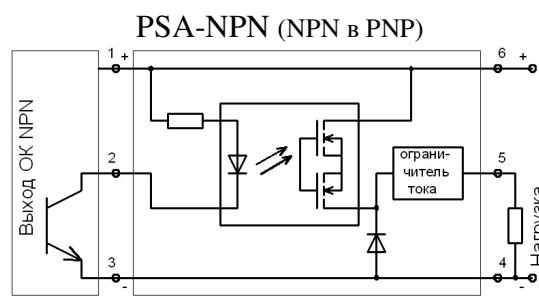 PSA-NPN (NPN в PNP)
Выход ОК NPN
1 +
2
3 -
ограни-
читель
тока
6 +
5
4 -
Нагрузка